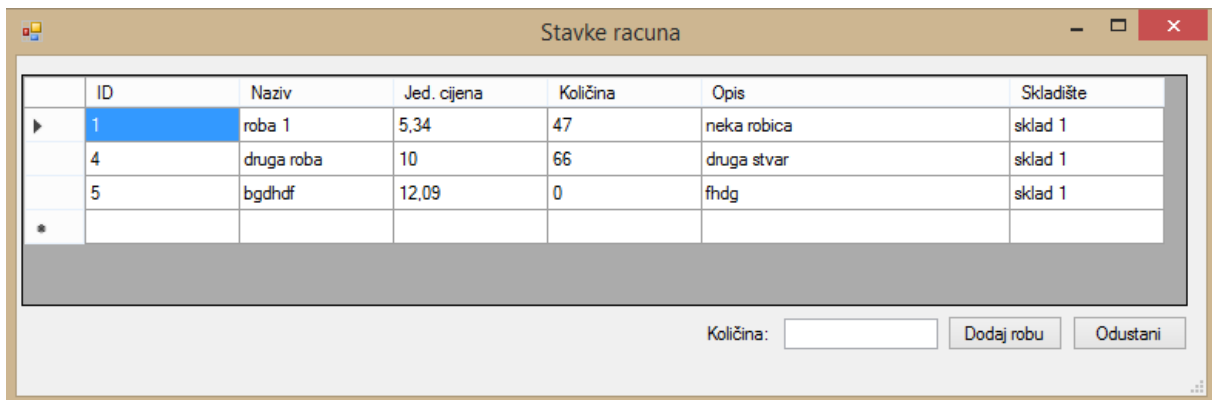 Stavke racuna
ID Naziv Jed. cijena Količina Opis Skladište
1 roba 1 5,34 47 neka robica sklad 1
4 druga roba 10 66 druga stvar sklad 1
5 bgdhdf 12,09 0 fhdg sklad 1
Količina: Dodaj robu Odustani